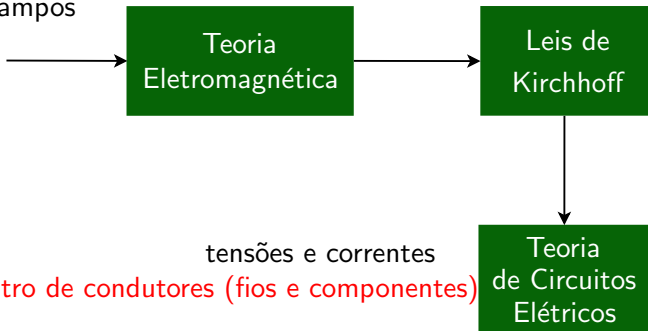 ampos
Teoria
Eletromagnética
Leis de
Kirchhoff
tensões e correntes
tro de condutores (fios e componentes)
Teoria
de Circuitos
Elétricos